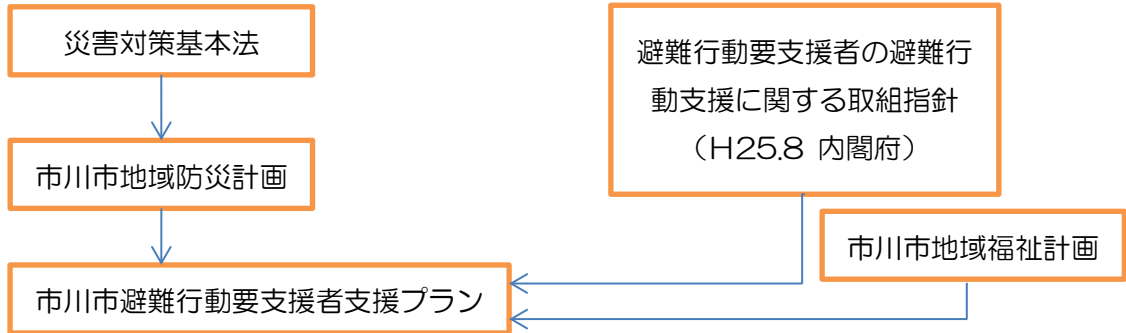 災害対策基本法
避難行動要支援者の避難行
動支援に関する取組指針
（H25.8 内閣府）
市川市地域防災計画
市川市地域福祉計画
市川市避難行動要支援者支援プラン